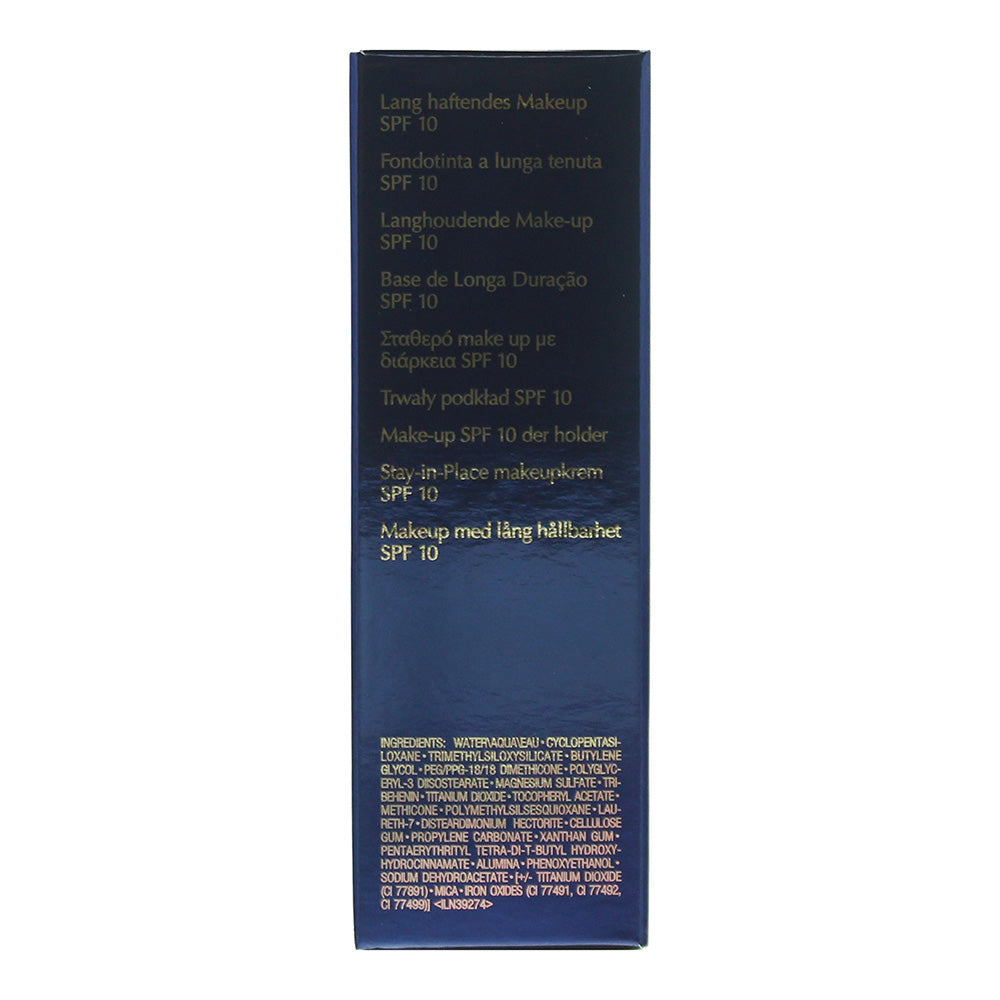 Lang haftendes Makeup
SPF 10
Fondotinta a lunga tenuta
SPF 10
Langhoudende Make-up
SPF 10
Base de Longa Duração
SPF 10
Σταθερό make up με
διάρκεια SPF 10
Trwały podkład SPF 10
Make-up SPF 10 der holder
Stay-in-Place makeupkrem
SPF 10
Makeup med lång hållbarhet
SPF 10
INGREDIENTS: WATER\AQUA\EAU • CYCLOPENTASI-
LOXANE • TRIMETHYLSILOXYSILICATE • BUTYLENE
GLYCOL • PEG/PPG-18/18 DIMETHICONE • POLYGLYC-
ERYL-3 DIISOSTEARATE • MAGNESIUM SULFATE • TRI-
BEHENIN • TITANIUM DIOXIDE • TOCOPHERYL ACETATE •
METHICONE • POLYMETHYLSILSESQUIOXANE • LAU-
RETH-7 • DISTEARDIMONIUM HECTORITE • CELLULOSE
GUM • PROPYLENE CARBONATE • XANTHAN GUM •
PENTAERYTHRITYL TETRA-DI-T-BUTYL HYDROXY-
HYDROCINNAMATE • ALUMINA • PHENOXYETHANOL •
SODIUM DEHYDROACETATE • [+/- TITANIUM DIOXIDE
(CI 77891) • MICA • IRON OXIDES (CI 77491, CI 77492,
CI 77499)] <ILN39274>